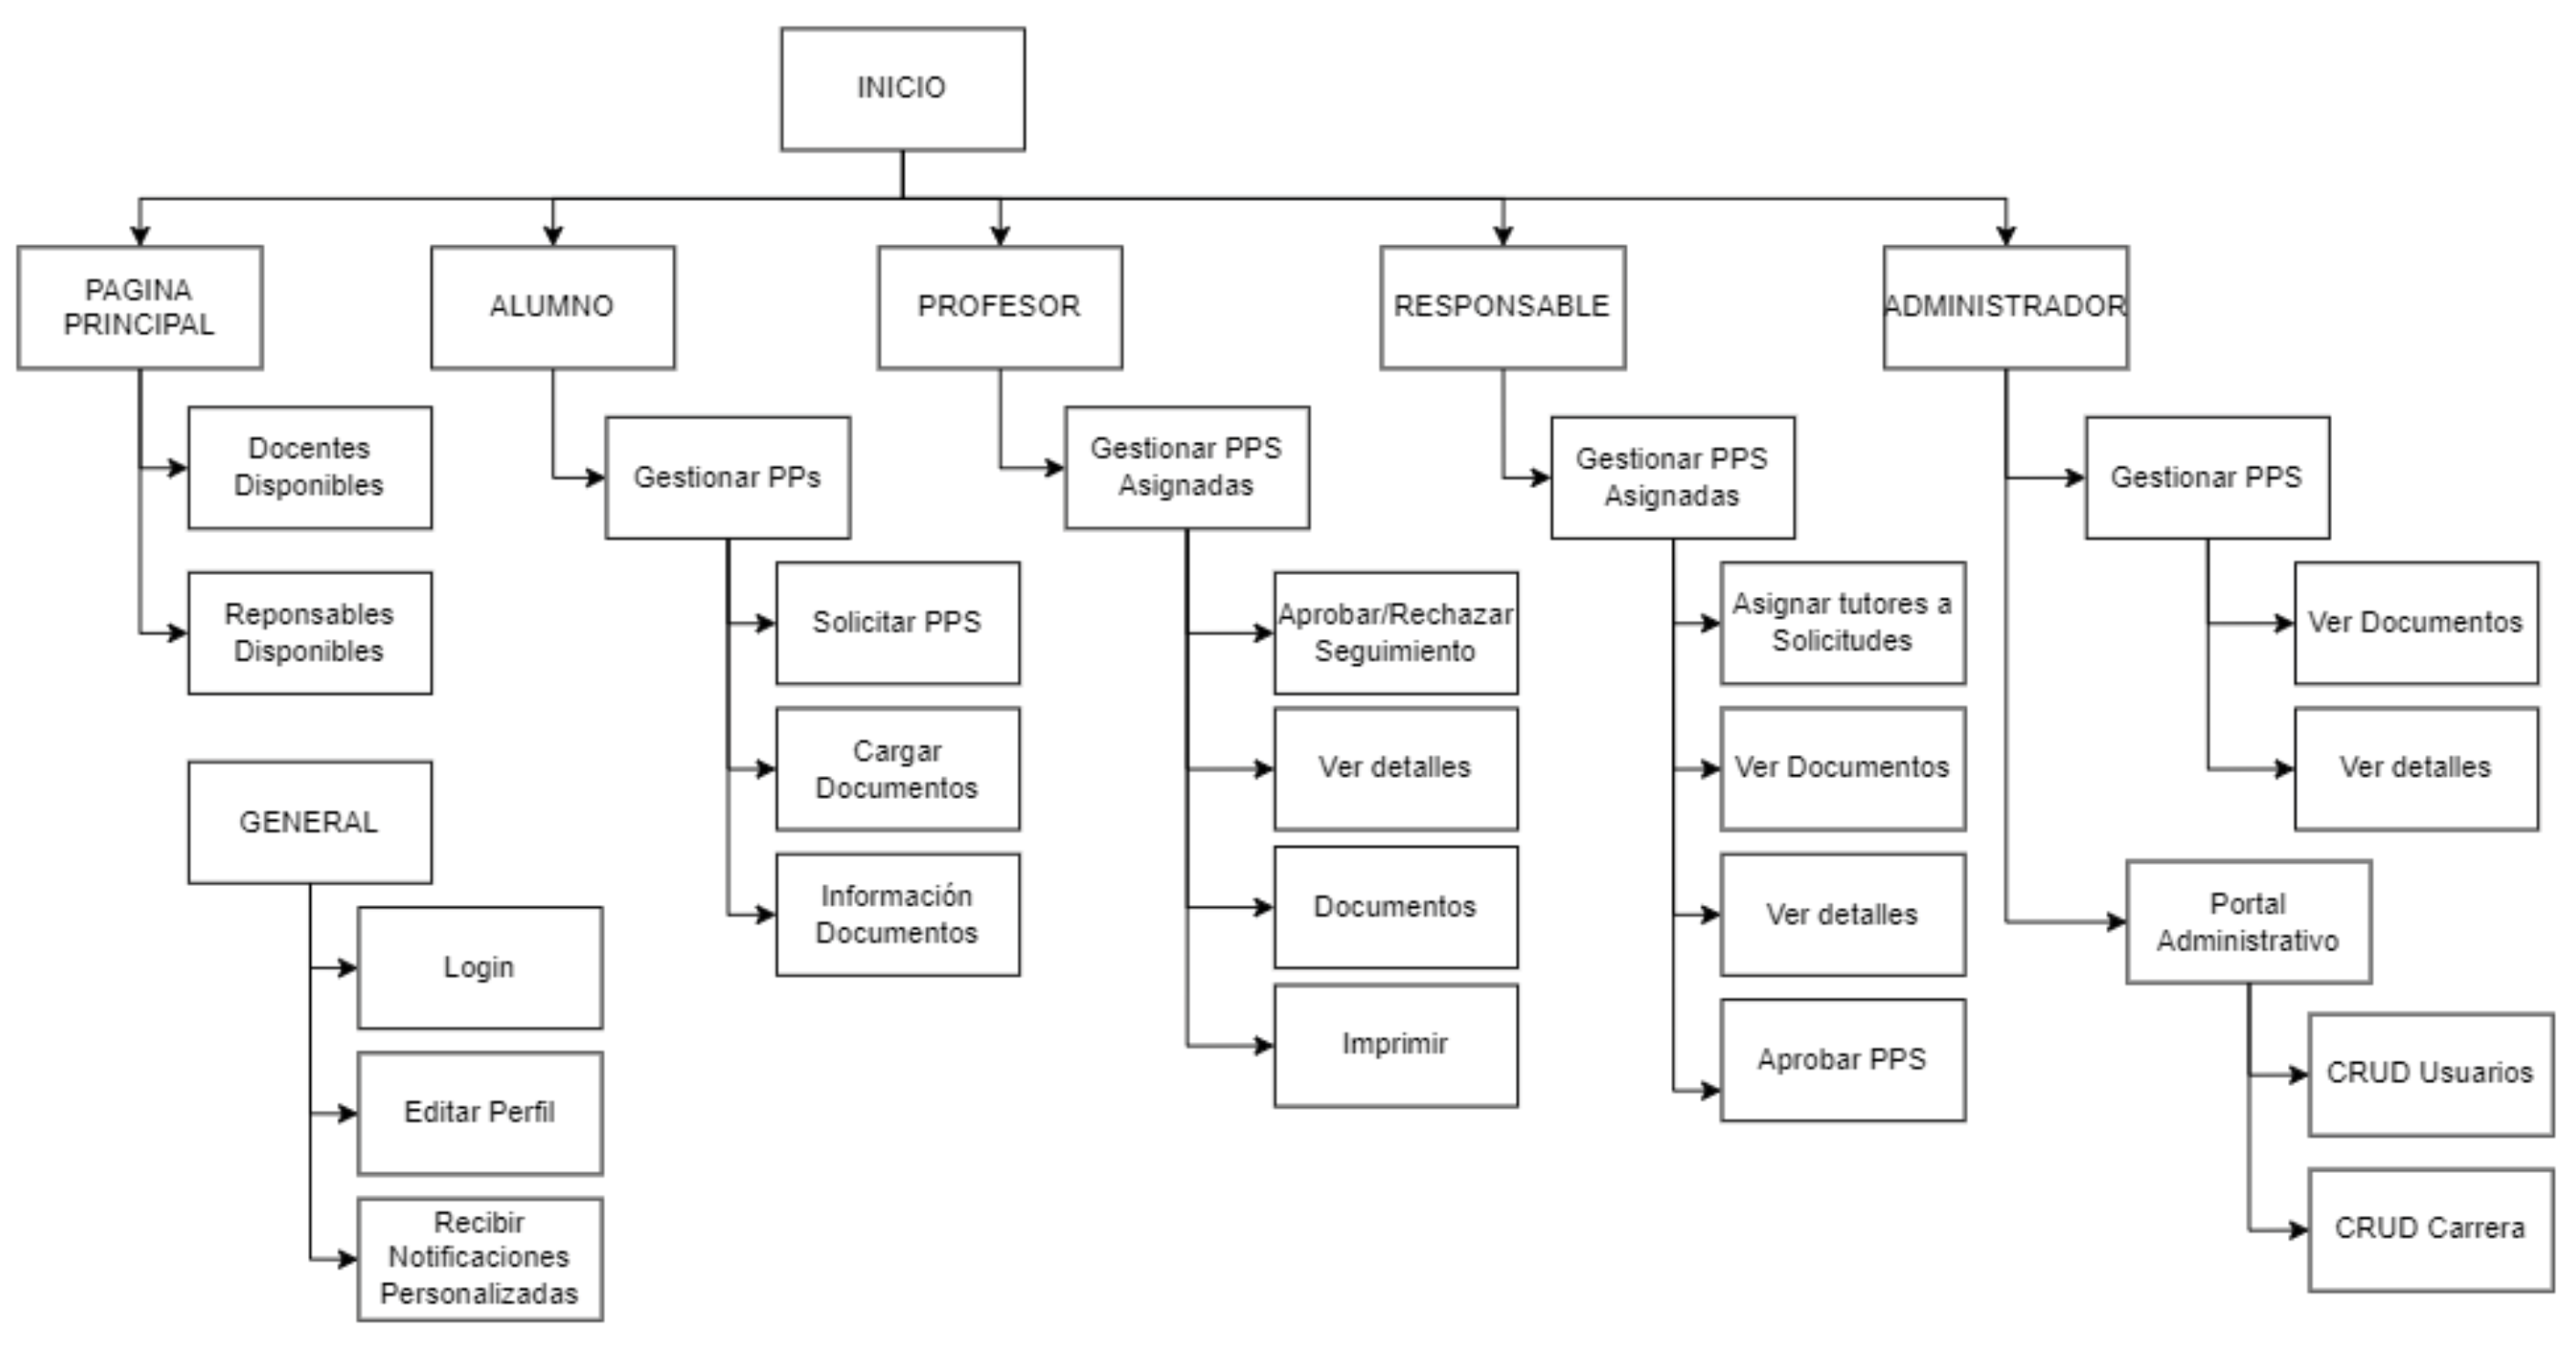 INICIO
PAGINA
PRINCIPAL
ALUMNO
PROFESOR
RESPONSABLE
ADMINISTRADOR
Docentes
Disponibles
Reponsables
Disponibles
GENERAL
Login
Editar Perfil
Recibir
Notificaciones
Personalizadas
Gestionar PPs
Solicitar PPS
Cargar
Documentos
Información
Documentos
Gestionar PPS
Asignadas
Aprobar/Rechazar
Seguimiento
Ver detalles
Documentos
Imprimir
Gestionar PPS
Asignadas
Asignar tutores a
Solicitudes
Ver Documentos
Ver detalles
Aprobar PPS
Gestionar PPS
Ver Documentos
Ver detalles
Portal
Administrativo
CRUD Usuarios
CRUD Carrera